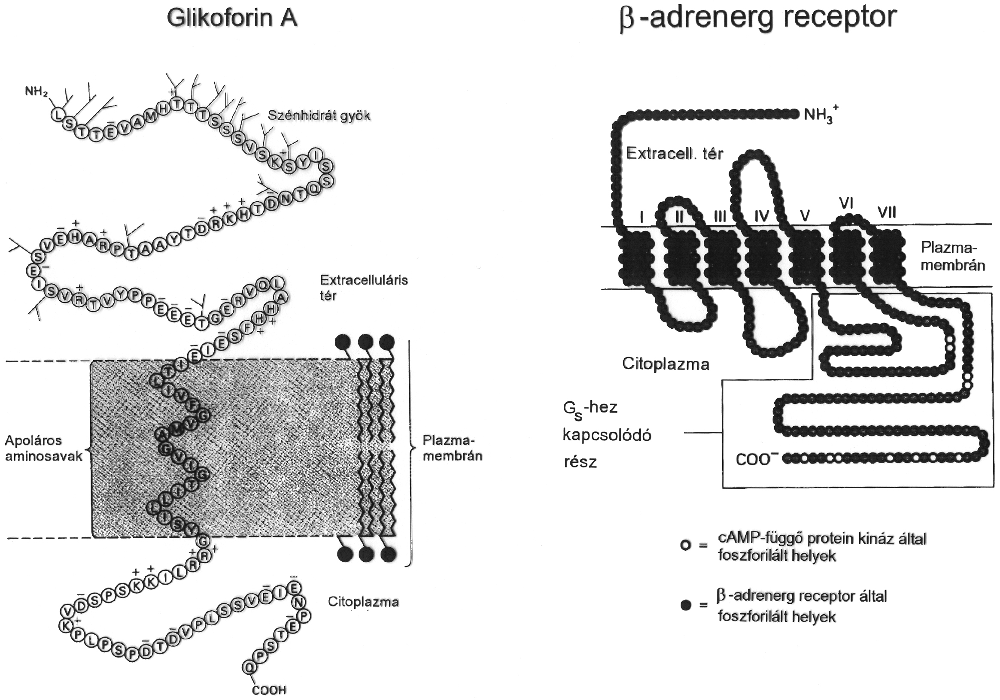 Glikoforin A
NH2
L S T T E V A M H T T T S S S V S K S Y I S
S Q T N D T H K R D T Y A A T P R A H E V S
E I S V R T V Y P P E E E T G E R V Q L
A H H F S E I E
I T L I V F G V M A G V I G T I L L I S Y G
R R L I K K S P S D V
K P L P S P D T D V P L S S V E I E
N P E T S P Q
COOH
Szénhidrát gyök
Extracelluláris
tér
Apoláros
aminosavak
Plazma-
membrán
Citoplazma
β-adrenerg receptor
NH3+
Extracell. tér
I II III IV V VI VII
Plazma-
membrán
Citoplazma
Gs-hez
kapcsolódó
rész
COO−
= cAMP-függő protein kináz által
foszforilált helyek
= β-adrenerg receptor által
foszforilált helyek